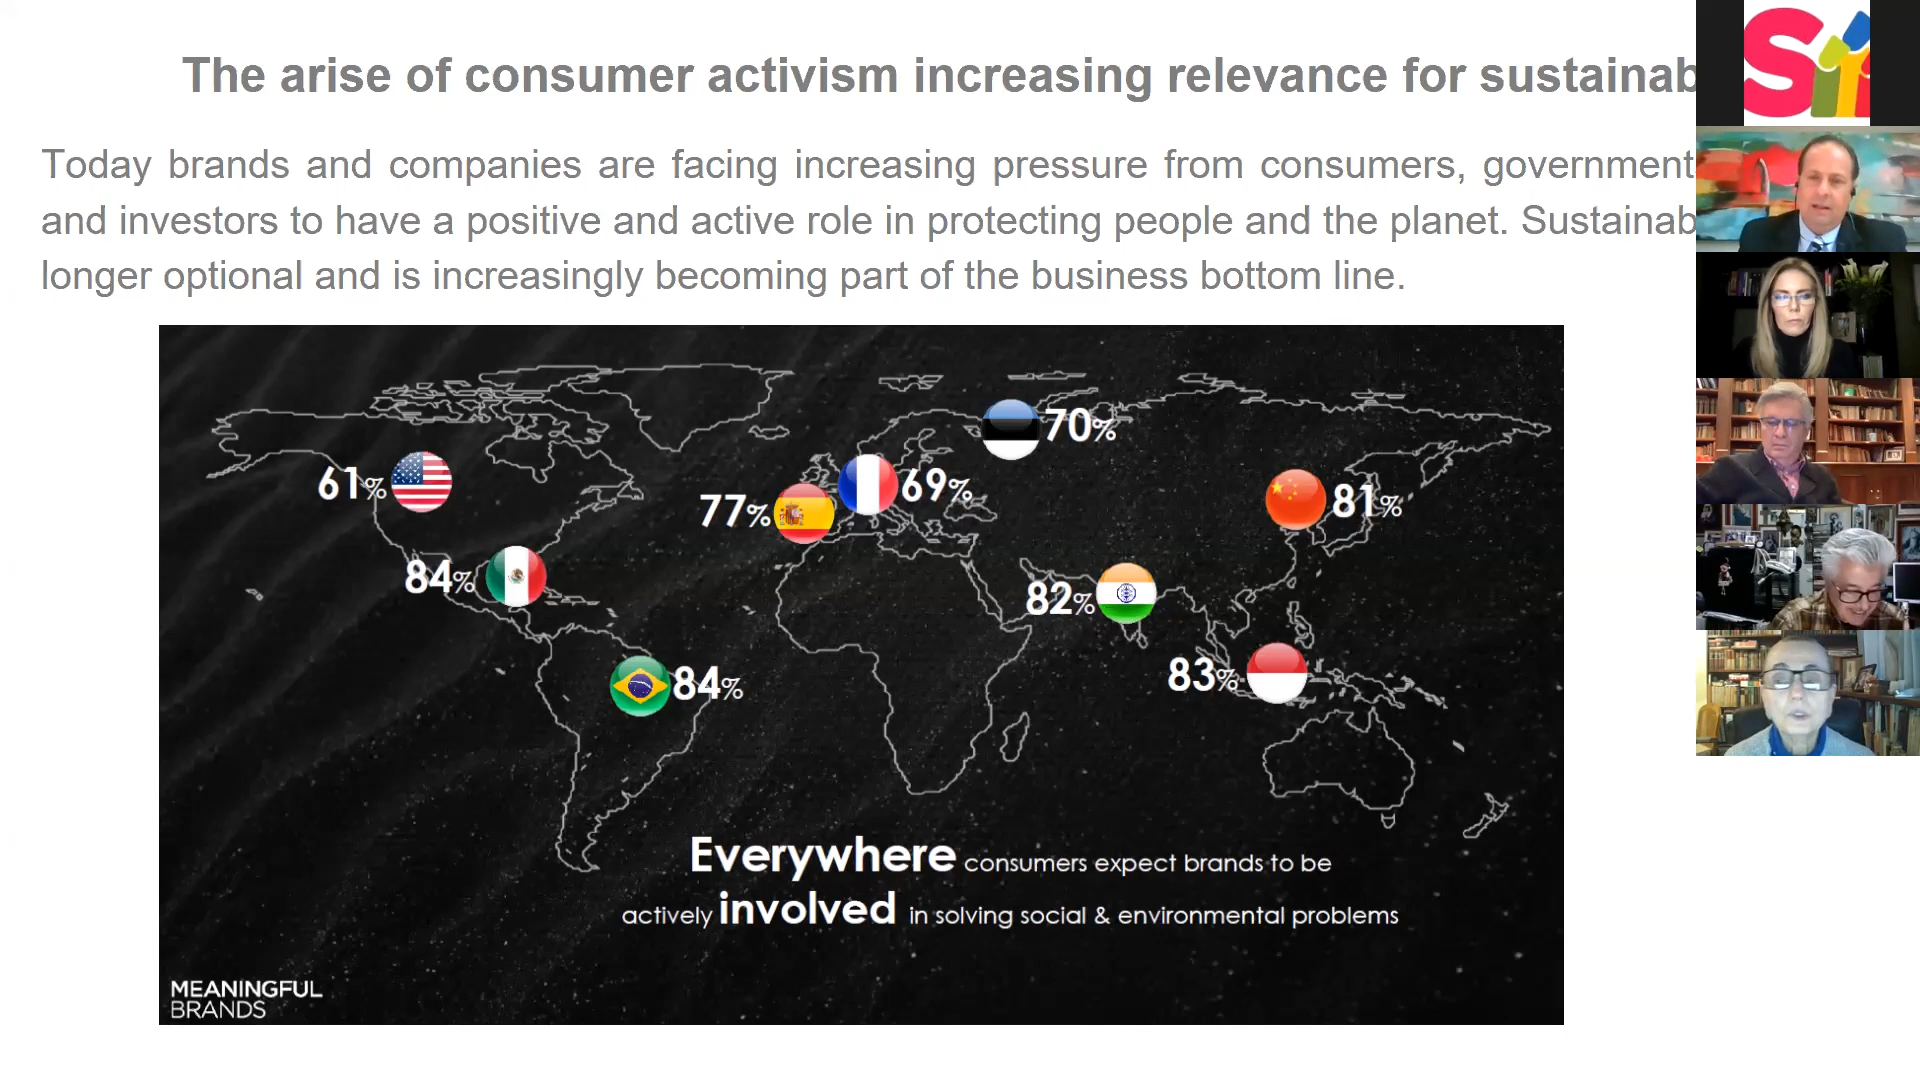 The arise of consumer activism increasing relevance for sustainab
Today brands and companies are facing increasing pressure from consumers, government
and investors to have a positive and active role in protecting people and the planet. Sustainab
longer optional and is increasingly becoming part of the business bottom line.
70%
61%
69%
77%
81%
84%
82%
84%
83%
Everywhere consumers expect brands to be
actively involved in solving social & environmental problems
MEANINGFUL
BRANDS